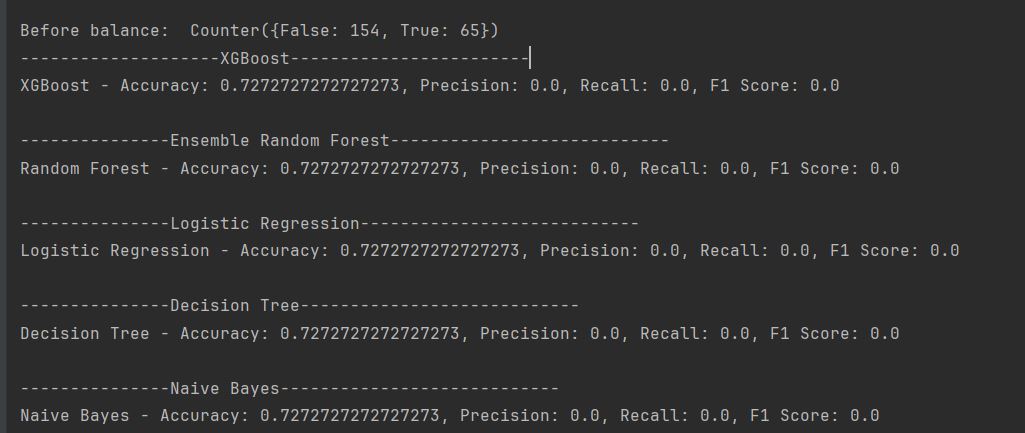 Before balance:  Counter({False: 154, True: 65})
--------------------XGBoost------------------------
XGBoost - Accuracy: 0.7272727272727273, Precision: 0.0, Recall: 0.0, F1 Score: 0.0
---------------Ensemble Random Forest----------------------------
Random Forest - Accuracy: 0.7272727272727273, Precision: 0.0, Recall: 0.0, F1 Score: 0.0
---------------Logistic Regression----------------------------
Logistic Regression - Accuracy: 0.7272727272727273, Precision: 0.0, Recall: 0.0, F1 Score: 0.0
---------------Decision Tree----------------------------
Decision Tree - Accuracy: 0.7272727272727273, Precision: 0.0, Recall: 0.0, F1 Score: 0.0
---------------Naive Bayes----------------------------
Naive Bayes - Accuracy: 0.7272727272727273, Precision: 0.0, Recall: 0.0, F1 Score: 0.0